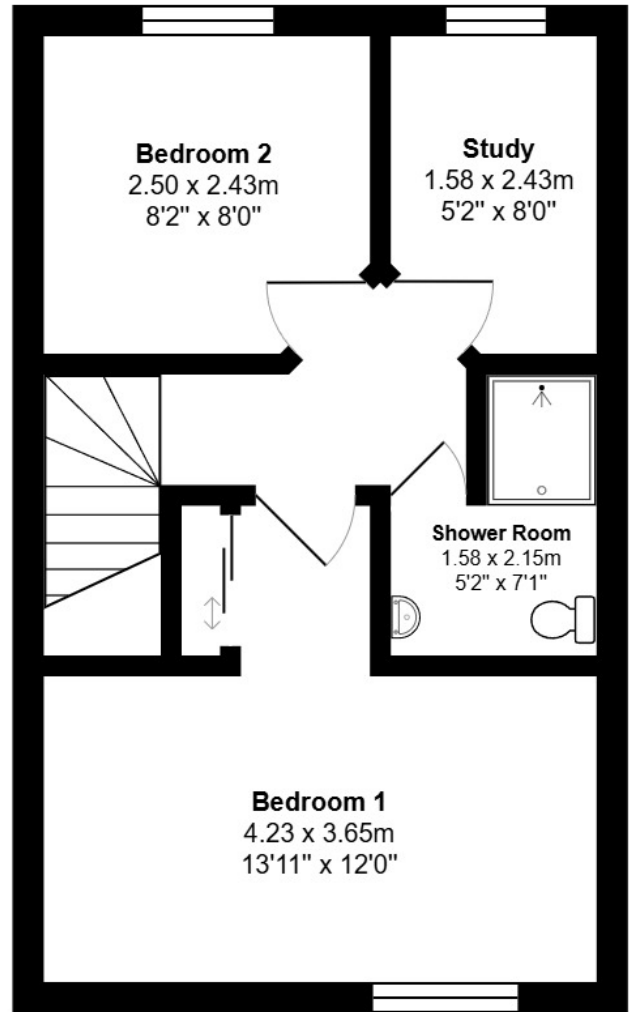 Bedroom 2
2.50 x 2.43m
8'2" x 8'0"
Study
1.58 x 2.43m
5'2" x 8'0"
Shower Room
1.58 x 2.15m
5'2" x 7'1"
Bedroom 1
4.23 x 3.65m
13'11" x 12'0"